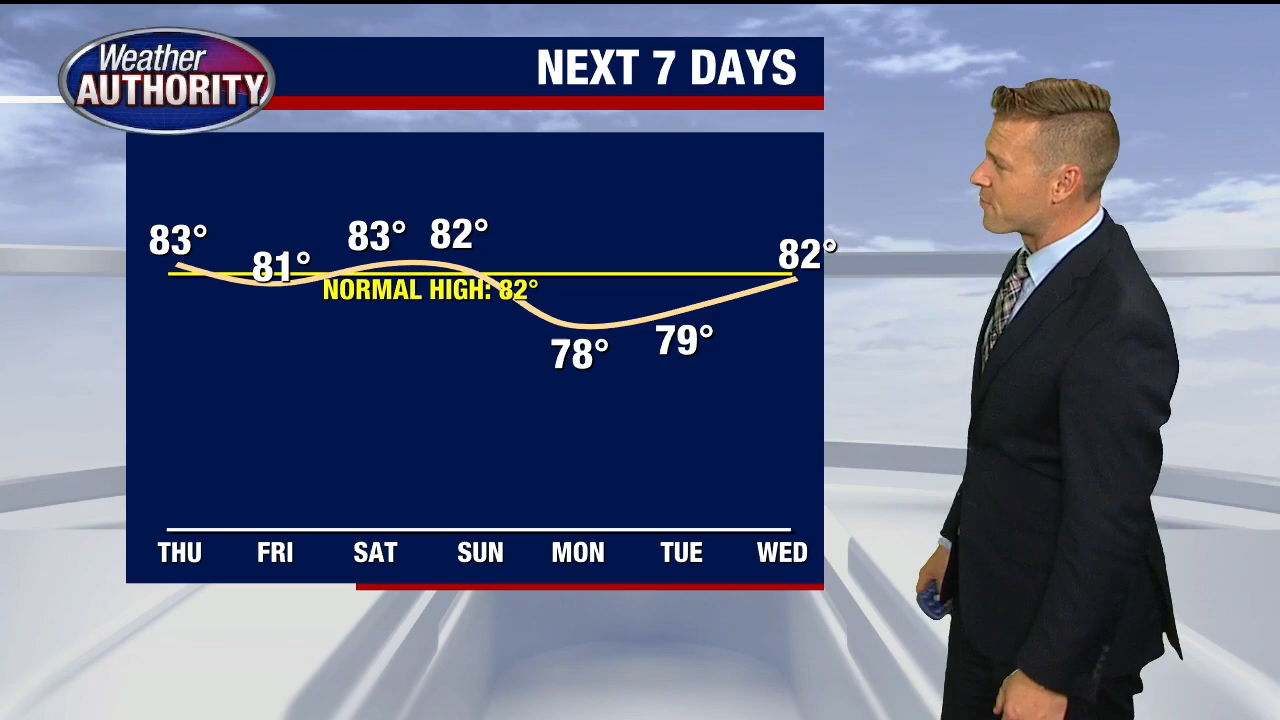 Weather
AUTHORITY
NEXT 7 DAYS
83°
81°
83°
82°
82°
NORMAL HIGH: 82°
78°
79°
THU FRI SAT SUN MON TUE WED